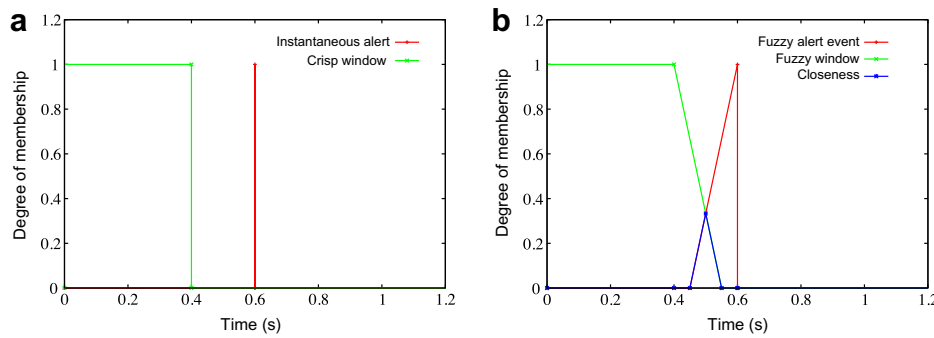 a
1.2
1
0.8
0.6
0.4
0.2
0
Degree of membership
Instantaneous alert
Crisp window
0 0.2 0.4 0.6 0.8 1 1.2
Time (s)
b
1.2
1
0.8
0.6
0.4
0.2
0
Degree of membership
Fuzzy alert event
Fuzzy window
Closeness
0 0.2 0.4 0.6 0.8 1 1.2
Time (s)